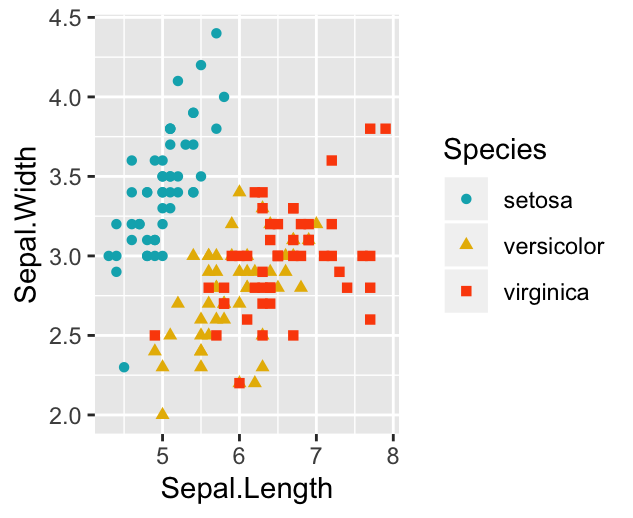 4.5
4.0
3.5
3.0
2.5
2.0
Sepal.Width
5 6 7 8
Sepal.Length
Species
setosa
versicolor
virginica